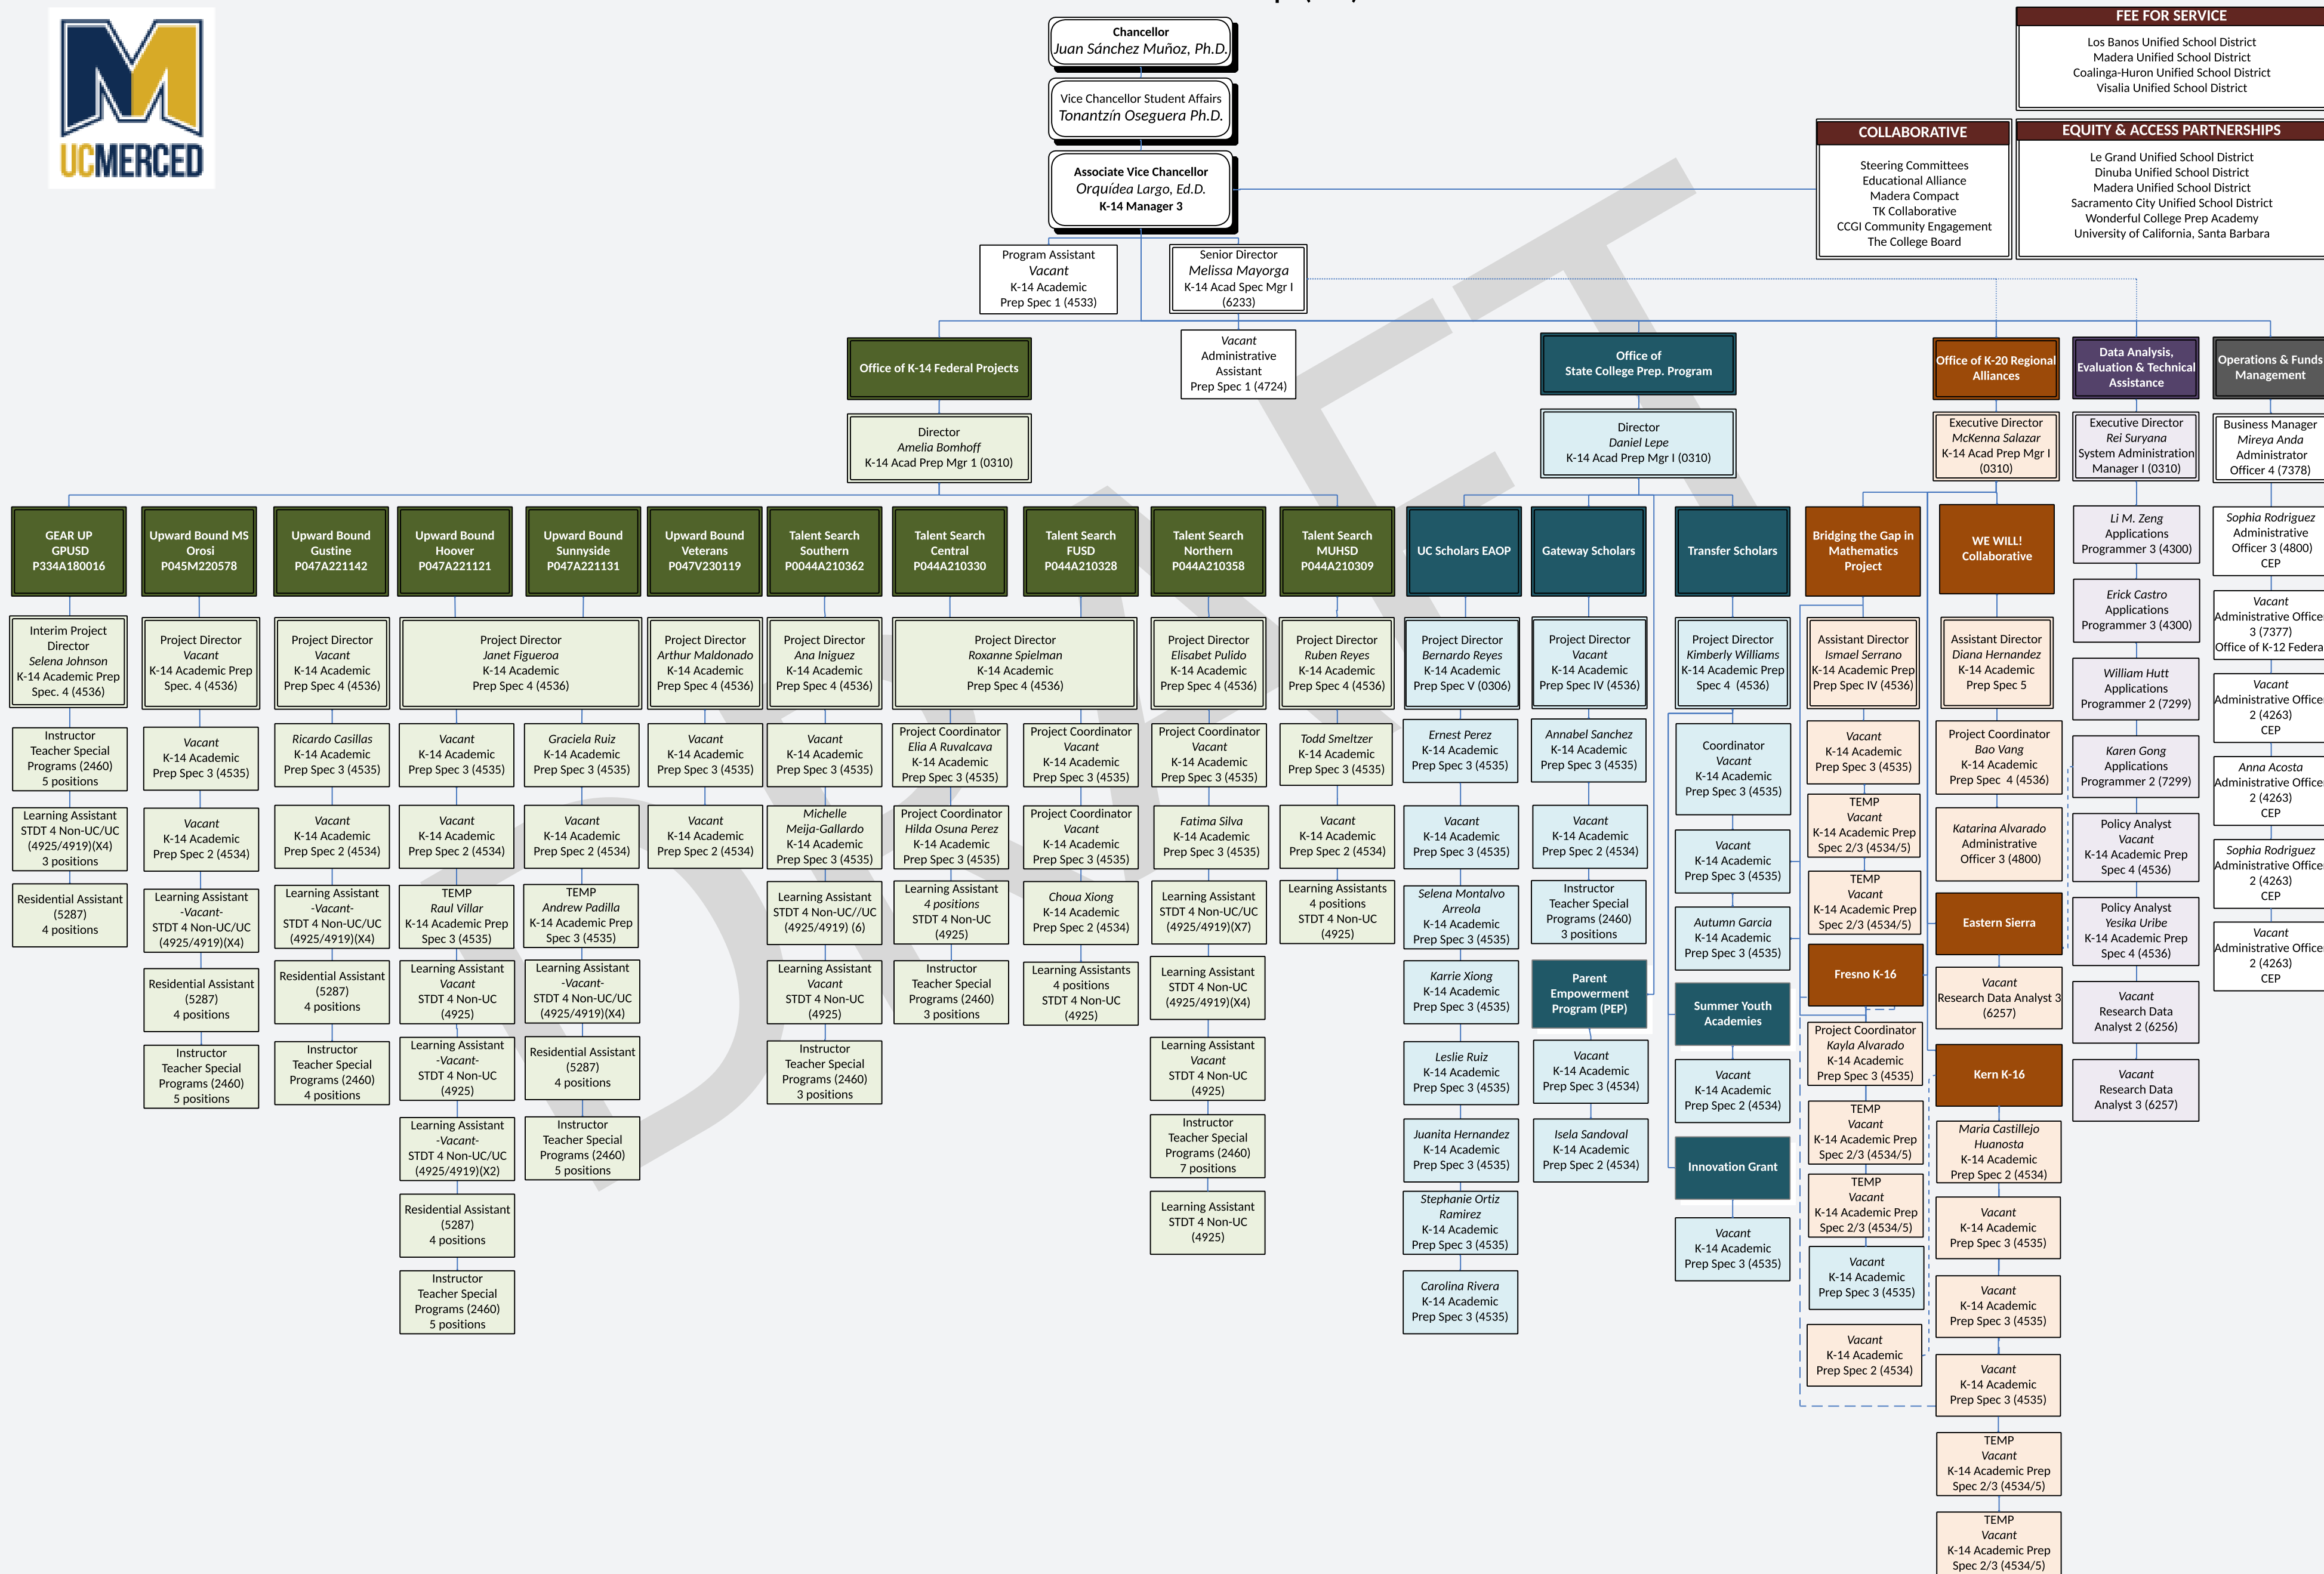 UCMERCED
Chancellor
Juan Sánchez Muñoz, Ph.D.
Vice Chancellor Student Affairs
Tonantzín Oseguera Ph.D.
Associate Vice Chancellor
Orquídea Largo, Ed.D.
K-14 Manager 3
FEE FOR SERVICE
Los Banos Unified School District
Madera Unified School District
Coalinga-Huron Unified School District
Visalia Unified School District
COLLABORATIVE
Steering Committees
Educational Alliance
Madera Compact
TK Collaborative
CCGI Community Engagement
The College Board
EQUITY & ACCESS PARTNERSHIPS
Le Grand Unified School District
Dinuba Unified School District
Madera Unified School District
Sacramento City Unified School District
Wonderful College Prep Academy
University of California, Santa Barbara
Program Assistant
Vacant
K-14 Academic
Prep Spec 1 (4533)
Senior Director
Melissa Mayorga
K-14 Acad Spec Mgr I
(6233)
Vacant
Administrative
Assistant
Prep Spec 1 (4724)
DRAFT
Office of K-14 Federal Projects
Director
Amelia Bomhoff
K-14 Acad Prep Mgr 1 (0310)
Office of
State College Prep. Program
Director
Daniel Lepe
K-14 Acad Prep Mgr I (0310)
Office of K-20 Regional
Alliances
Executive Director
McKenna Salazar
K-14 Acad Prep Mgr I
(0310)
Data Analysis,
Evaluation & Technical
Assistance
Executive Director
Rei Suryana
System Administration
Manager I (0310)
Operations & Funds
Management
Business Manager
Mireya Anda
Administrator
Officer 4 (7378)
GEAR UP
GPUSD
P334A180016
Interim Project
Director
Selena Johnson
K-14 Academic Prep
Spec. 4 (4536)
Instructor
Teacher Special
Programs (2460)
5 positions
Learning Assistant
STDT 4 Non-UC/UC
(4925/4919)(X4)
3 positions
Residential Assistant
(5287)
4 positions
Upward Bound MS
Orosi
P045M220578
Project Director
Vacant
K-14 Academic Prep
Spec. 4 (4536)
Vacant
K-14 Academic
Prep Spec 3 (4535)
Vacant
K-14 Academic
Prep Spec 2 (4534)
Learning Assistant
-Vacant-
STDT 4 Non-UC/UC
(4925/4919)(X4)
Residential Assistant
(5287)
4 positions
Instructor
Teacher Special
Programs (2460)
5 positions
Upward Bound
Gustine
P047A221142
Project Director
Vacant
K-14 Academic
Prep Spec 4 (4536)
Ricardo Casillas
K-14 Academic
Prep Spec 3 (4535)
Vacant
K-14 Academic
Prep Spec 2 (4534)
Learning Assistant
-Vacant-
STDT 4 Non-UC/UC
(4925/4919)(X4)
Residential Assistant
(5287)
4 positions
Instructor
Teacher Special
Programs (2460)
4 positions
Upward Bound
Hoover
P047A221121
Upward Bound
Sunnyside
P047A221131
Project Director
Janet Figueroa
K-14 Academic
Prep Spec 4 (4536)
Vacant
K-14 Academic
Prep Spec 3 (4535)
Vacant
K-14 Academic
Prep Spec 2 (4534)
TEMP
Raul Villar
K-14 Academic Prep
Spec 3 (4535)
Learning Assistant
Vacant
STDT 4 Non-UC
(4925)
Learning Assistant
-Vacant-
STDT 4 Non-UC
(4925)
Learning Assistant
-Vacant-
STDT 4 Non-UC/UC
(4925/4919)(X2)
Residential Assistant
(5287)
4 positions
Instructor
Teacher Special
Programs (2460)
5 positions
Graciela Ruiz
K-14 Academic
Prep Spec 3 (4535)
Vacant
K-14 Academic
Prep Spec 2 (4534)
TEMP
Andrew Padilla
K-14 Academic Prep
Spec 3 (4535)
Learning Assistant
-Vacant-
STDT 4 Non-UC/UC
(4925/4919)(X4)
Residential Assistant
(5287)
4 positions
Instructor
Teacher Special
Programs (2460)
5 positions
Upward Bound
Veterans
P047V230119
Project Director
Arthur Maldonado
K-14 Academic
Prep Spec 4 (4536)
Vacant
K-14 Academic
Prep Spec 3 (4535)
Vacant
K-14 Academic
Prep Spec 2 (4534)
Talent Search
Southern
P0044A210362
Project Director
Ana Iniguez
K-14 Academic
Prep Spec 4 (4536)
Vacant
K-14 Academic
Prep Spec 3 (4535)
Michelle
Meija-Gallardo
K-14 Academic
Prep Spec 3 (4535)
Learning Assistant
STDT 4 Non-UC//UC
(4925/4919) (6)
Learning Assistant
Vacant
STDT 4 Non-UC
(4925)
Instructor
Teacher Special
Programs (2460)
3 positions
Talent Search
Central
P044A210330
Talent Search
FUSD
P044A210328
Project Director
Roxanne Spielman
K-14 Academic
Prep Spec 4 (4536)
Project Coordinator
Elia A Ruvalcava
K-14 Academic
Prep Spec 3 (4535)
Project Coordinator
Hilda Osuna Perez
K-14 Academic
Prep Spec 3 (4535)
Learning Assistant
4 positions
STDT 4 Non-UC
(4925)
Instructor
Teacher Special
Programs (2460)
3 positions
Project Coordinator
Vacant
K-14 Academic
Prep Spec 3 (4535)
Project Coordinator
Vacant
K-14 Academic
Prep Spec 3 (4535)
Choua Xiong
K-14 Academic
Prep Spec 2 (4534)
Learning Assistants
4 positions
STDT 4 Non-UC
(4925)
Talent Search
Northern
P044A210358
Project Director
Elisabet Pulido
K-14 Academic
Prep Spec 4 (4536)
Project Coordinator
Vacant
K-14 Academic
Prep Spec 3 (4535)
Fatima Silva
K-14 Academic
Prep Spec 3 (4535)
Learning Assistant
STDT 4 Non-UC/UC
(4925/4919)(X7)
Learning Assistant
STDT 4 Non-UC
(4925/4919)(X4)
Learning Assistant
Vacant
STDT 4 Non-UC
(4925)
Instructor
Teacher Special
Programs (2460)
7 positions
Learning Assistant
STDT 4 Non-UC
(4925)
Talent Search
MUHSD
P044A210309
Project Director
Ruben Reyes
K-14 Academic
Prep Spec 4 (4536)
Todd Smeltzer
K-14 Academic
Prep Spec 3 (4535)
Vacant
K-14 Academic
Prep Spec 2 (4534)
Learning Assistants
4 positions
STDT 4 Non-UC
(4925)
UC Scholars EAOP
Project Director
Bernardo Reyes
K-14 Academic
Prep Spec V (0306)
Ernest Perez
K-14 Academic
Prep Spec 3 (4535)
Vacant
K-14 Academic
Prep Spec 3 (4535)
Selena Montalvo
Arreola
K-14 Academic
Prep Spec 3 (4535)
Karrie Xiong
K-14 Academic
Prep Spec 3 (4535)
Leslie Ruiz
K-14 Academic
Prep Spec 3 (4535)
Juanita Hernandez
K-14 Academic
Prep Spec 3 (4535)
Stephanie Ortiz
Ramirez
K-14 Academic
Prep Spec 3 (4535)
Carolina Rivera
K-14 Academic
Prep Spec 3 (4535)
Gateway Scholars
Project Director
Vacant
K-14 Academic
Prep Spec IV (4536)
Annabel Sanchez
K-14 Academic
Prep Spec 3 (4535)
Vacant
K-14 Academic
Prep Spec 2 (4534)
Instructor
Teacher Special
Programs (2460)
3 positions
Parent
Empowerment
Program (PEP)
Vacant
K-14 Academic
Prep Spec 3 (4534)
Isela Sandoval
K-14 Academic
Prep Spec 2 (4534)
Transfer Scholars
Project Director
Kimberly Williams
K-14 Academic Prep
Spec 4 (4536)
Coordinator
Vacant
K-14 Academic
Prep Spec 3 (4535)
Vacant
K-14 Academic
Prep Spec 3 (4535)
Autumn Garcia
K-14 Academic
Prep Spec 3 (4535)
Summer Youth
Academies
Vacant
K-14 Academic
Prep Spec 2 (4534)
Innovation Grant
Vacant
K-14 Academic
Prep Spec 3 (4535)
Bridging the Gap in
Mathematics
Project
Assistant Director
Ismael Serrano
K-14 Academic Prep
Prep Spec IV (4536)
Vacant
K-14 Academic
Prep Spec 3 (4535)
TEMP
Vacant
K-14 Academic Prep
Spec 2/3 (4534/5)
TEMP
Vacant
K-14 Academic Prep
Spec 2/3 (4534/5)
Fresno K-16
Project Coordinator
Kayla Alvarado
K-14 Academic
Prep Spec 3 (4535)
TEMP
Vacant
K-14 Academic Prep
Spec 2/3 (4534/5)
TEMP
Vacant
K-14 Academic Prep
Spec 2/3 (4534/5)
Vacant
K-14 Academic
Prep Spec 3 (4535)
Vacant
K-14 Academic
Prep Spec 2 (4534)
WE WILL!
Collaborative
Assistant Director
Diana Hernandez
K-14 Academic
Prep Spec 5
Project Coordinator
Bao Vang
K-14 Academic
Prep Spec 4 (4536)
Katarina Alvarado
Administrative
Officer 3 (4800)
Eastern Sierra
Vacant
Research Data Analyst 3
(6257)
Kern K-16
Maria Castillejo
Huanosta
K-14 Academic
Prep Spec 2 (4534)
Vacant
K-14 Academic
Prep Spec 3 (4535)
Vacant
K-14 Academic
Prep Spec 3 (4535)
Vacant
K-14 Academic
Prep Spec 3 (4535)
TEMP
Vacant
K-14 Academic Prep
Spec 2/3 (4534/5)
TEMP
Vacant
K-14 Academic Prep
Spec 2/3 (4534/5)
Li M. Zeng
Applications
Programmer 3 (4300)
Erick Castro
Applications
Programmer 3 (4300)
William Hutt
Applications
Programmer 2 (7299)
Karen Gong
Applications
Programmer 2 (7299)
Policy Analyst
Vacant
K-14 Academic Prep
Spec 4 (4536)
Policy Analyst
Yesika Uribe
K-14 Academic Prep
Spec 4 (4536)
Vacant
Research Data
Analyst 2 (6256)
Vacant
Research Data
Analyst 3 (6257)
Sophia Rodriguez
Administrative
Officer 3 (4800)
CEP
Vacant
Administrative Office
3 (7377)
Office of K-12 Federa
Vacant
Administrative Office
2 (4263)
CEP
Anna Acosta
Administrative Office
2 (4263)
CEP
Sophia Rodriguez
Administrative Office
2 (4263)
CEP
Vacant
Administrative Office
2 (4263)
CEP